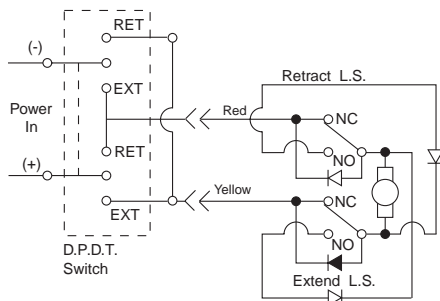 RET
(-)
Retract L.S.
EXT
Power
In
Red
NC
RET
NO
(+)
Yellow
NC
EXT
NO
D.P.D.T.
Switch
Extend L.S.